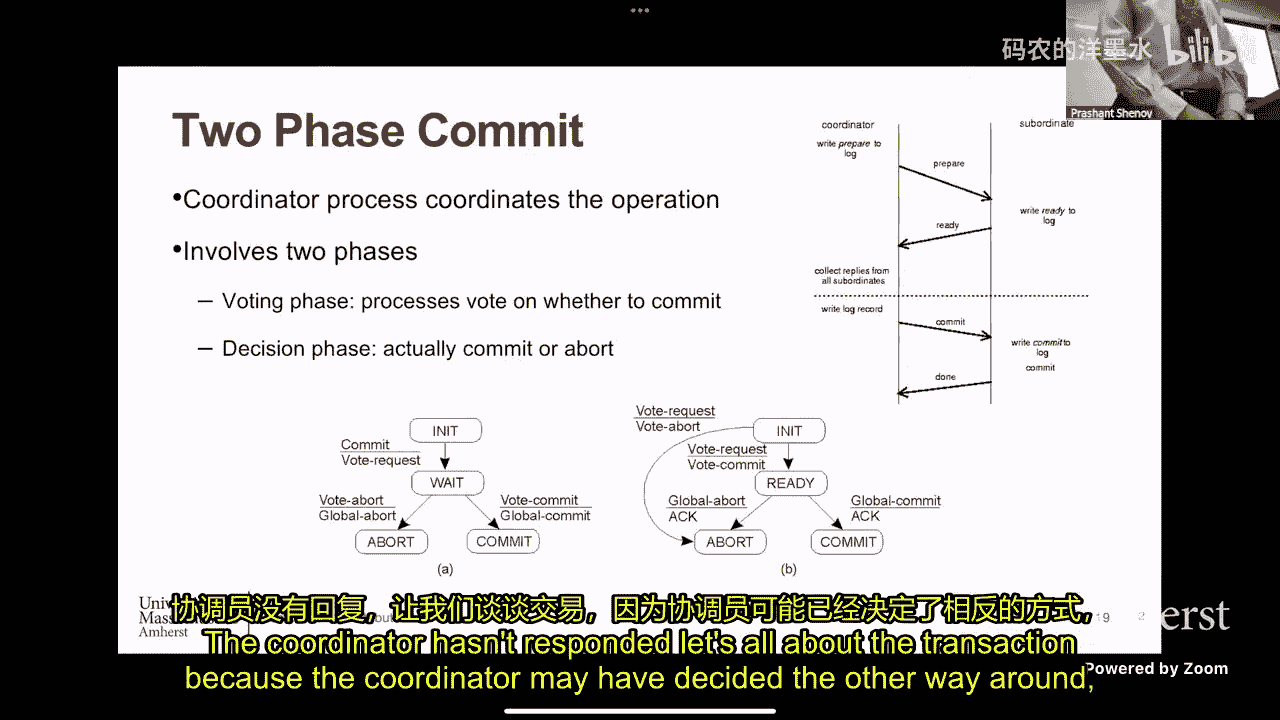 码农的洋墨水 bilibili
Prashant Shenoy
Two Phase Commit
•Coordinator process coordinates the operation
•Involves two phases
– Voting phase: processes vote on whether to commit
– Decision phase: actually commit or abort
coordinator
subordinate
write prepare to
log
prepare
write ready to
log
ready
collect replies from
all subordinates
write log record
commit
write commit to
log
commit
done
INIT
Commit
Vote-request
WAIT
Vote-abort
Global-abort
Vote-commit
Global-commit
ABORT
COMMIT
(a)
Vote-request
Vote-abort
INIT
Vote-request
Vote-commit
READY
Global-abort
ACK
Global-commit
ACK
ABORT
COMMIT
(b)
Amherst
19
协调员没有回复，让我们谈谈交易，因为协调员可能已经决定了相反的方式，
The coordinator hasn't responded let's all about the transaction
because the coordinator may have decided the other way around,
Powered by Zoom